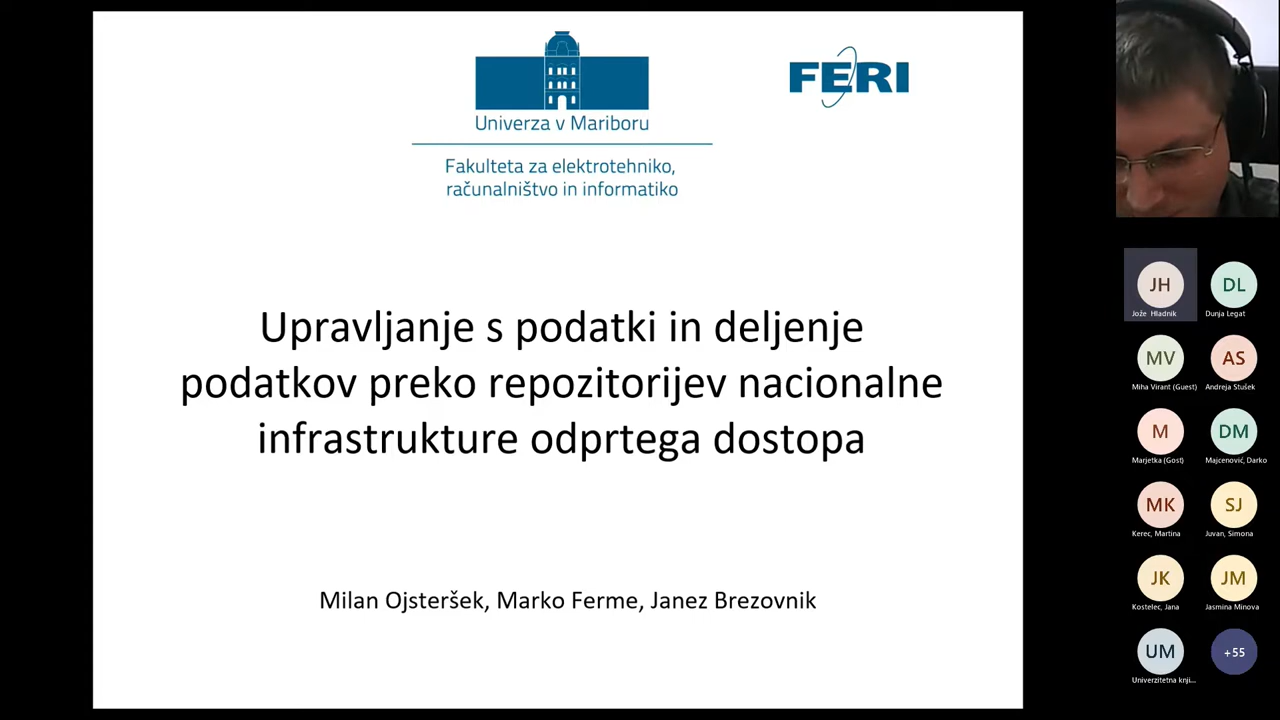 Univerza v Mariboru
Fakulteta za elektrotehniko,
računalništvo in informatiko
FERI
Upravljanje s podatki in deljenje
podatkov preko repozitorijev nacionalne
infrastrukture odprtega dostopa
Milan Ojsteršek, Marko Ferme, Janez Brezovnik
JH
Jože Hladnik
DL
Dunja Legat
MV
Miha Virant (Guest)
AS
Andreja Stušek
M
Marjetka (Gost)
DM
Majcenović, Darko
MK
Kerec, Martina
SJ
Juvan, Simona
JK
Kostelec, Jana
JM
Jasmina Minova
UM
Univerzitetna knji...
+55